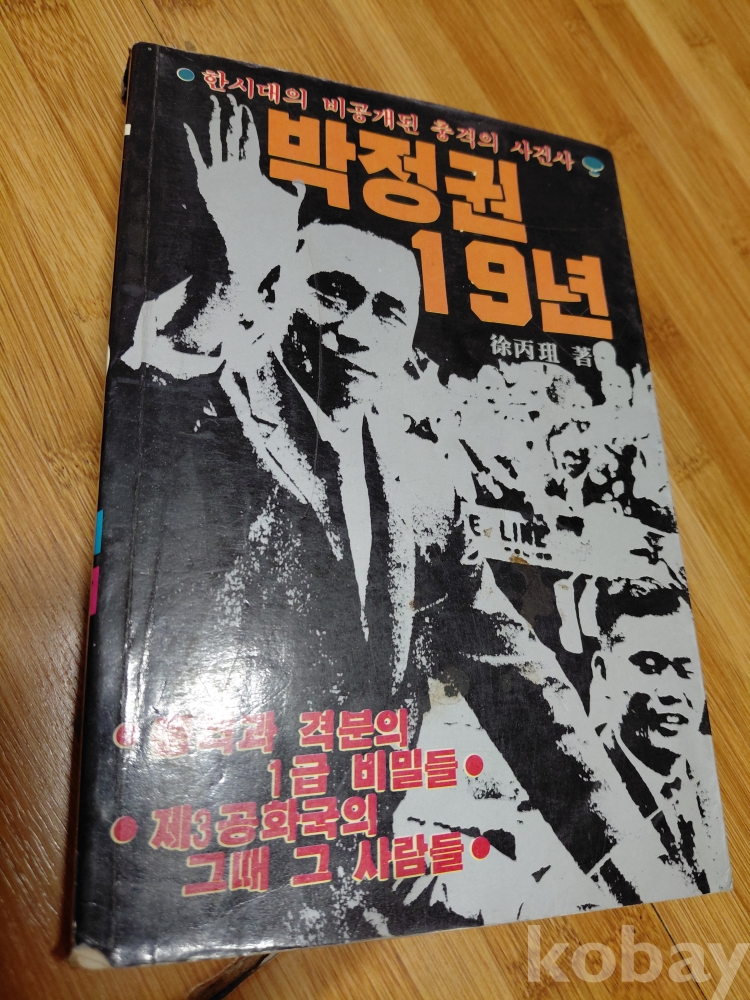 한시대의 비공개된 충격의 사건사
박정권
19년
徐丙珇 著
E LINE
격분의
1급 비밀들
제3공화국의
그때 그 사람들
kobay